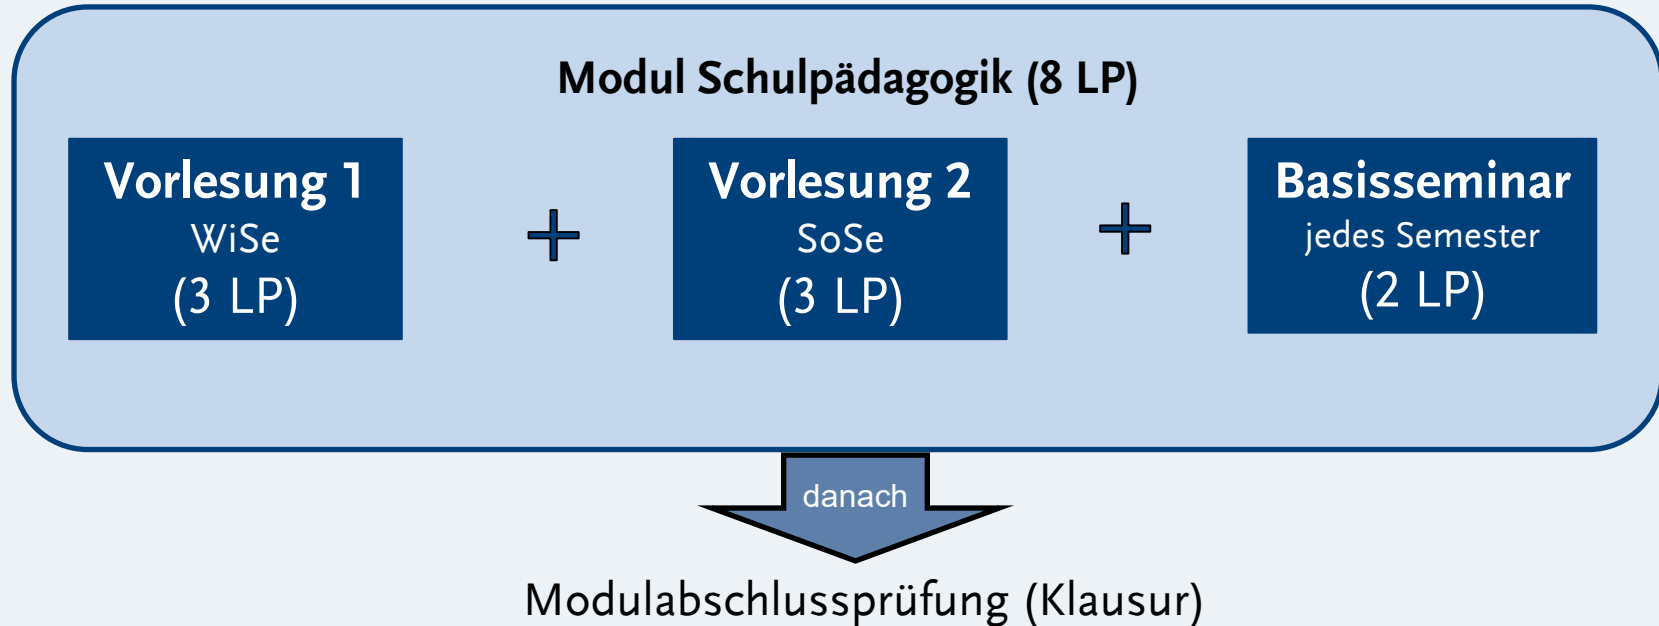 Modul Schulpädagogik (8 LP)
Vorlesung 1
WiSe
(3 LP)
+
Vorlesung 2
SoSe
(3 LP)
+
Basisseminar
jedes Semester
(2 LP)
danach
Modulabschlussprüfung (Klausur)